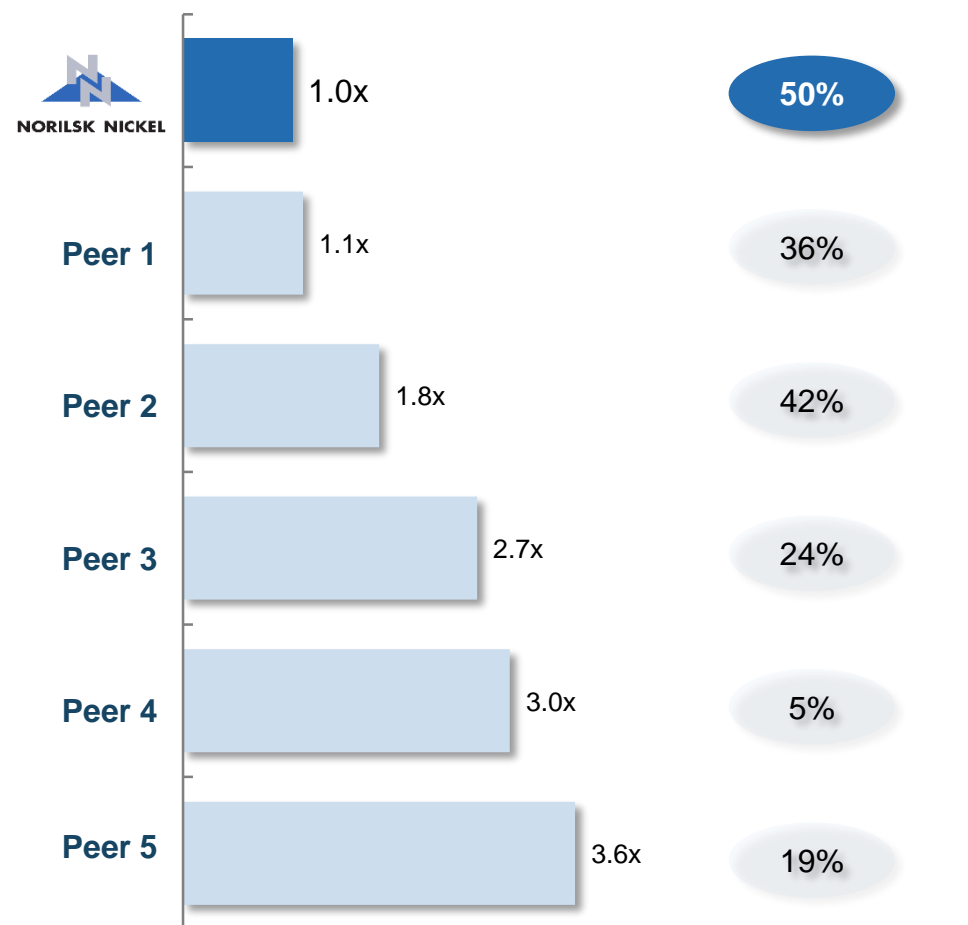 1.0x
50%
NORILSK NICKEL
Peer 1
1.1x
36%
Peer 2
1.8x
42%
Peer 3
2.7x
24%
Peer 4
3.0x
5%
Peer 5
3.6x
19%